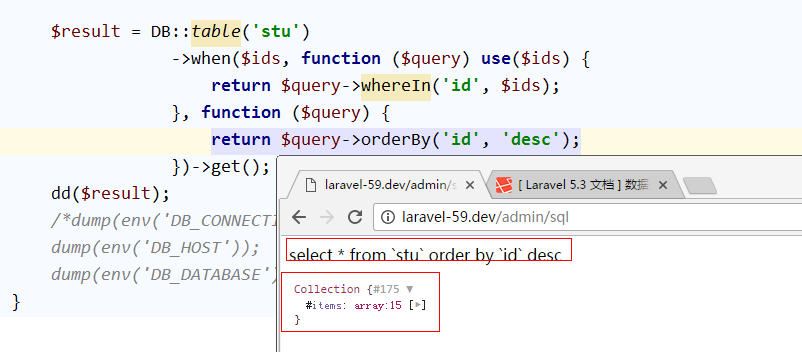 $result = DB::table('stu')
->when($ids, function ($query) use($ids) {
return $query->whereIn('id', $ids);
}, function ($query) {
return $query->orderBy('id', 'desc');
})->get();
dd($result);
/*dump(env('DB_CONNECTI
dump(env('DB_HOST'));
dump(env('DB_DATABASE')
}
laravel-59.dev/admin/s
[ Laravel 5.3 文档 ] 数据
laravel-59.dev/admin/sql
select * from `stu` order by `id` desc
Collection {#175 ▼
#items: array:15 [▶]
}